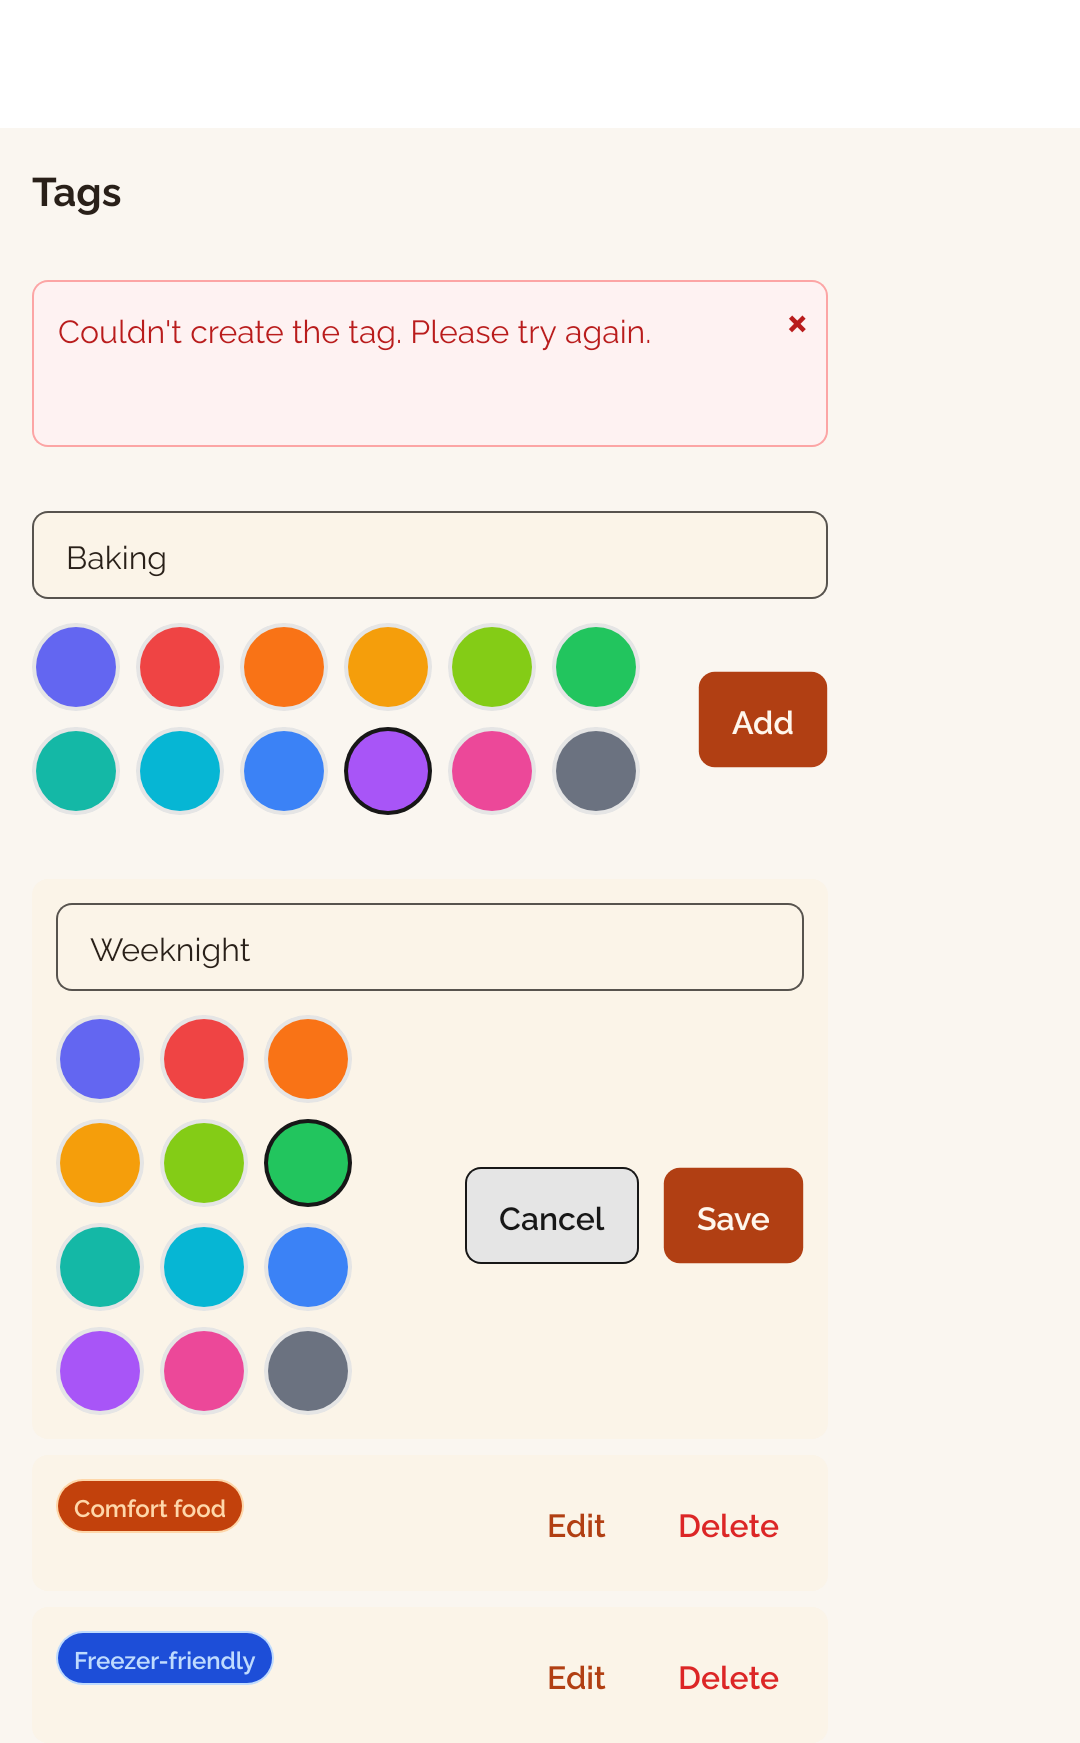 Tags
Couldn't create the tag. Please try again.
×
Baking
Add
Weeknight
Cancel
Save
Comfort food
Edit
Delete
Freezer-friendly
Edit
Delete